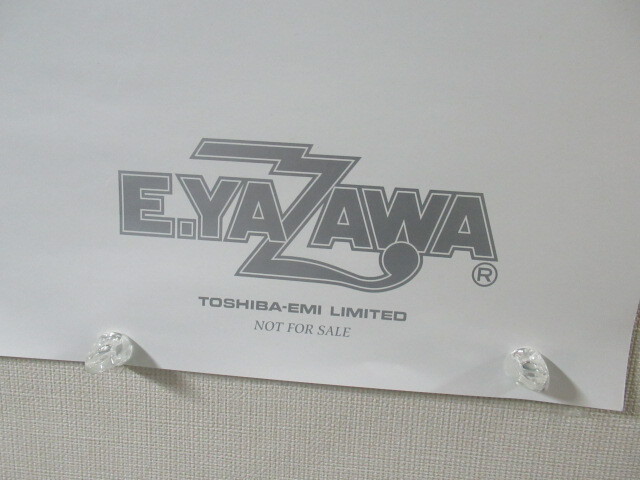 E.YAZAWA®
TOSHIBA-EMI LIMITED
NOT FOR SALE